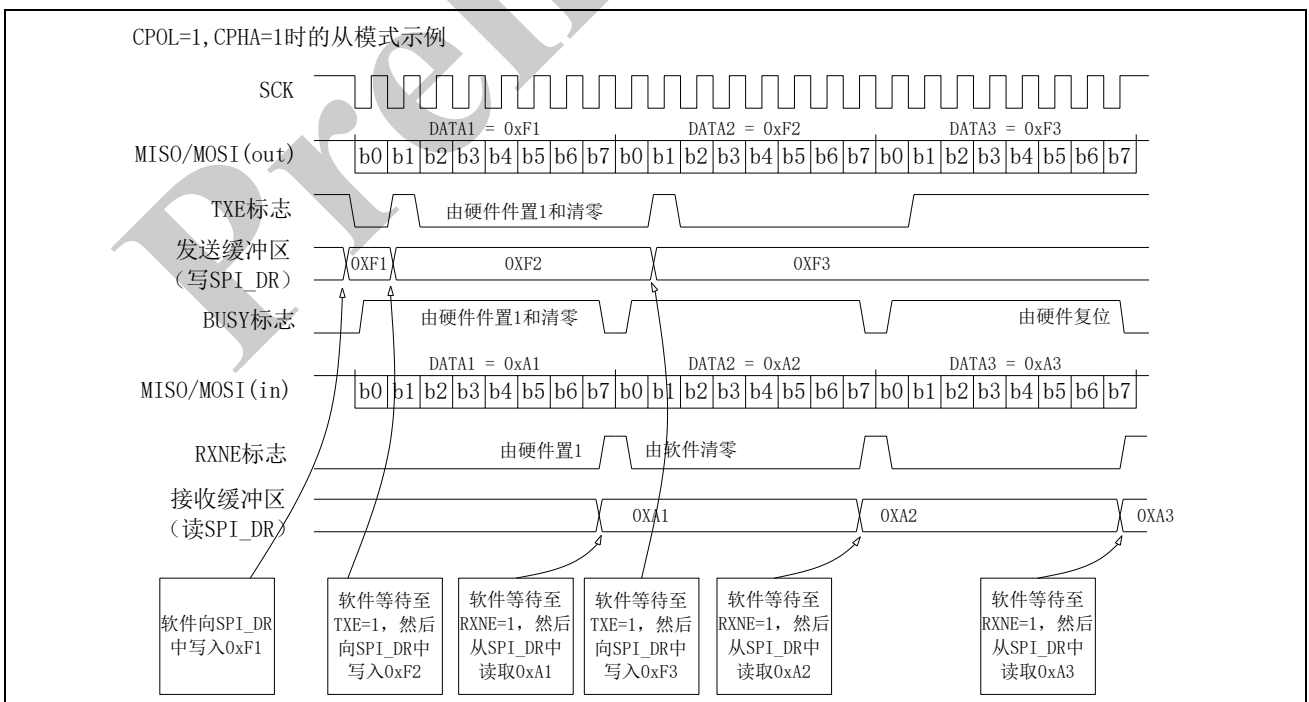 CPOL=1,CPHA=1时的从模式示例
SCK
DATA1 = 0xF1
DATA2 = 0xF2
DATA3 = 0xF3
MISO/MOSI(out)
b0 b1 b2 b3 b4 b5 b6 b7 b0 b1 b2 b3 b4 b5 b6 b7 b0 b1 b2 b3 b4 b5 b6 b7
TXE标志
由硬件件置1和清零
发送缓冲区
(写SPI_DR)
0XF1
0XF2
0XF3
BUSY标志
由硬件件置1和清零
由硬件复位
DATA1 = 0xA1
DATA2 = 0xA2
DATA3 = 0xA3
MISO/MOSI(in)
b0 b1 b2 b3 b4 b5 b6 b7 b0 b1 b2 b3 b4 b5 b6 b7 b0 b1 b2 b3 b4 b5 b6 b7
RXNE标志
由硬件置1
由软件清零
接收缓冲区
(读SPI_DR)
0XA1
0XA2
0XA3
软件向SPI_DR
中写入0xF1
软件等待至
TXE=1，然后
向SPI_DR中
写入0xF2
软件等待至
RXNE=1，然后
从SPI_DR中
读取0xA1
软件等待至
TXE=1，然后
向SPI_DR中
写入0xF3
软件等待至
RXNE=1，然后
从SPI_DR中
读取0xA2
软件等待至
RXNE=1，然后
从SPI_DR中
读取0xA3